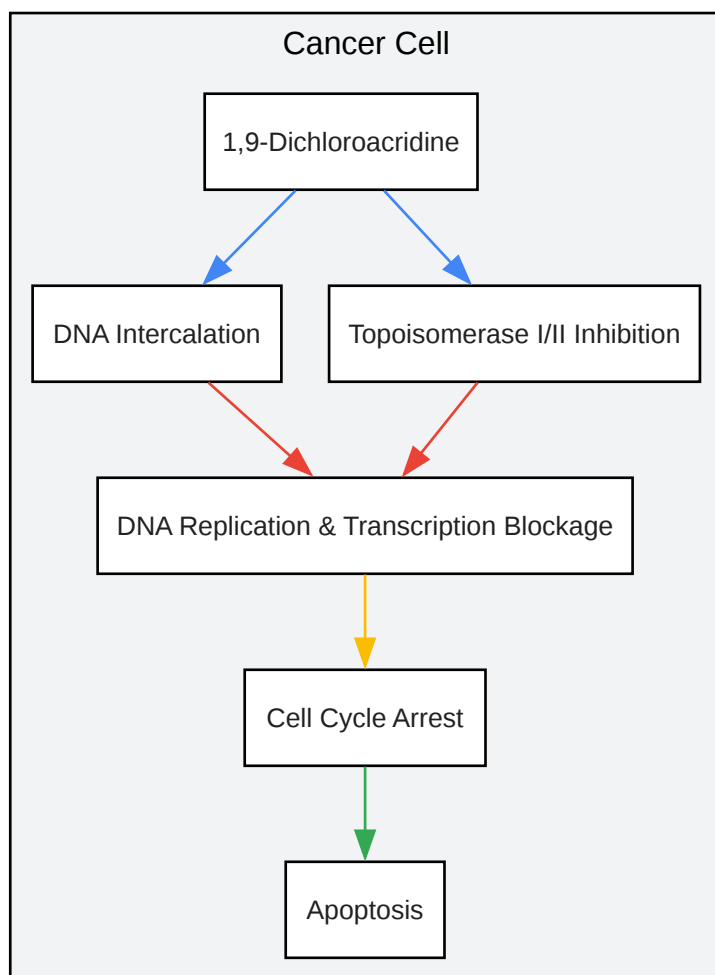 Cancer Cell
1,9-Dichloroacridine
DNA Intercalation
Topoisomerase I/II Inhibition
DNA Replication & Transcription Blockage
Cell Cycle Arrest
Apoptosis